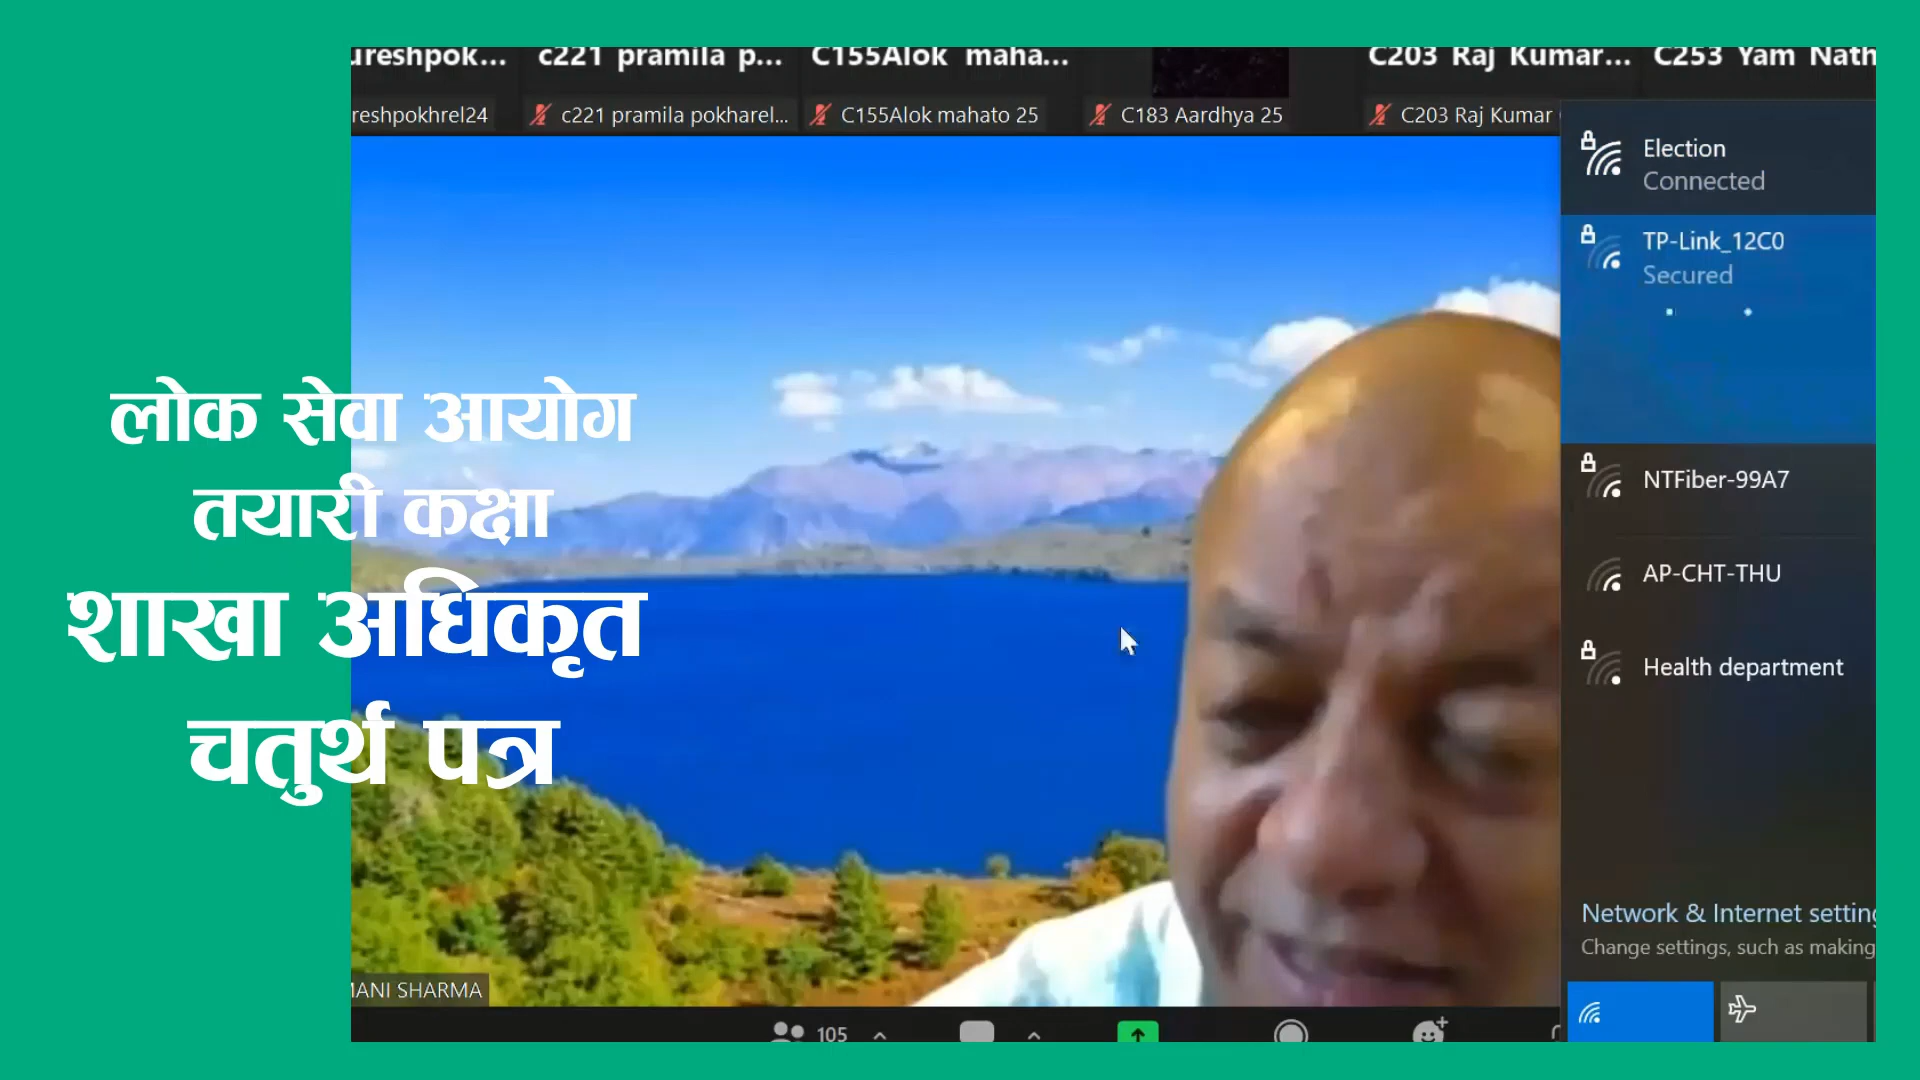 ureshpok...
c221 pramila p...
C155Alok maha...
C203 Raj Kumar...
C253 Yam Nath
reshpokhrel24
c221 pramila pokharel...
C155Alok mahato 25
C183 Aardhya 25
C203 Raj Kumar
Election
Connected
TP-Link_12C0
Secured
NTFiber-99A7
AP-CHT-THU
Health department
लोक सेवा आयोग
तयारी कक्षा
शाखा अधिकृत
चतुर्थ पत्र
Network & Internet setting
Change settings, such as making
MANI SHARMA
105